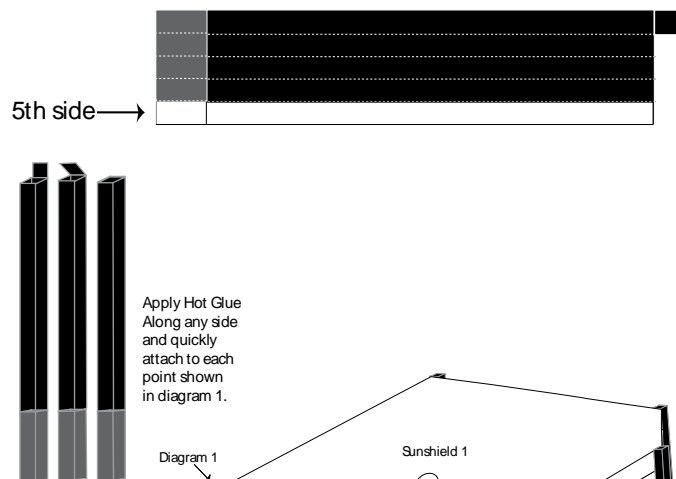 5th side
Apply Hot Glue
Along any side
and quickly
attach to each
point shown
in diagram 1.
Diagram 1
Sunshield 1